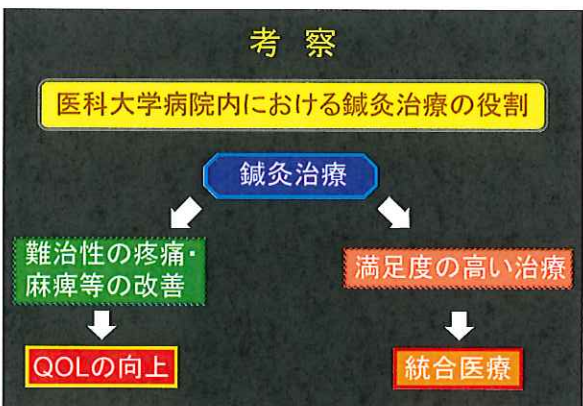 考 察
医科大学病院内における鍼灸治療の役割
鍼灸治療
難治性の疼痛・
麻痺等の改善
満足度の高い治療
QOLの向上
統合医療